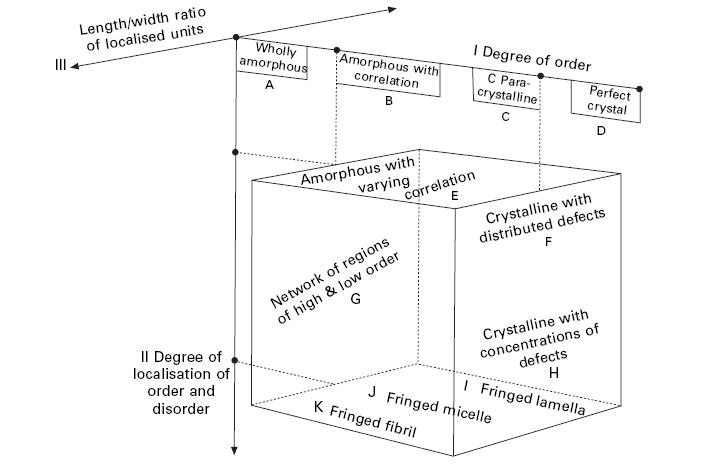 Length/width ratio
of localised units
III
I Degree of order
Wholly
amorphous
A
Amorphous with
correlation
B
C Para-
crystalline
C
Perfect
crystal
D
Amorphous with
varying
correlation
E
Crystalline with
distributed defects
F
Network of regions
of high & low order
G
Crystalline with
concentrations of
defects
H
II Degree of
localisation of
order and
disorder
I Fringed lamella
J Fringed micelle
K Fringed fibril